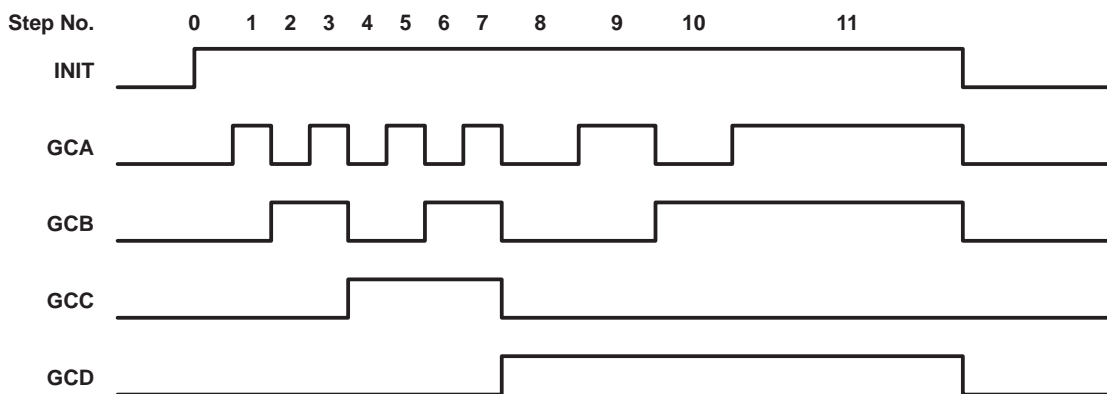 Step No. 0 1 2 3 4 5 6 7 8 9 10 11
INIT
GCA
GCB
GCC
GCD